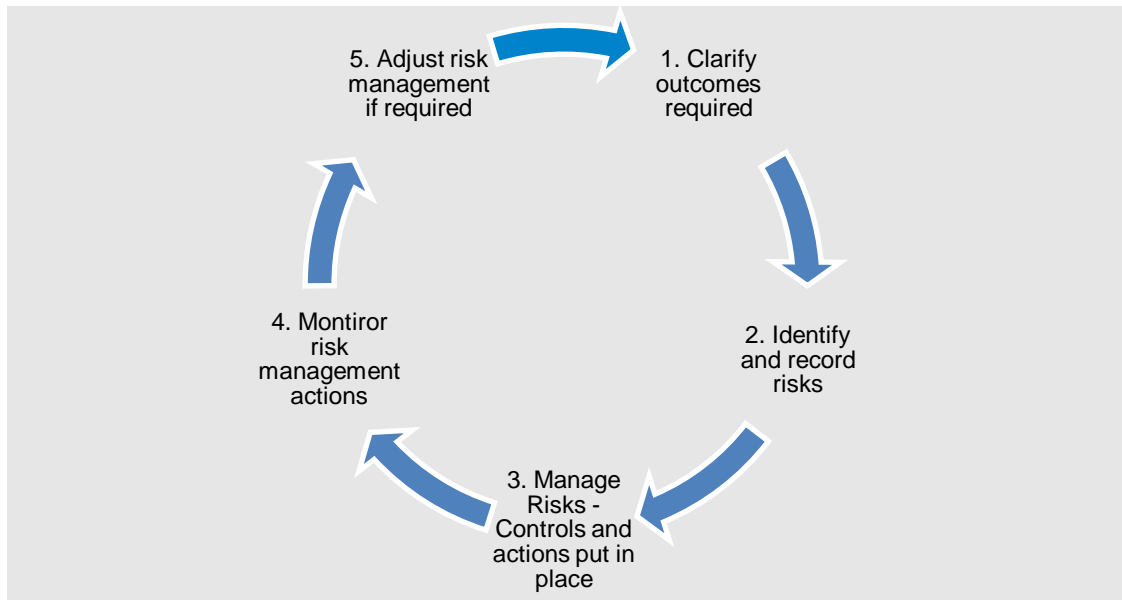 1. Clarify
outcomes
required
2. Identify
and record
risks
3. Manage
Risks -
Controls and
actions put in
place
4. Montiror
risk
management
actions
5. Adjust risk
management
if required